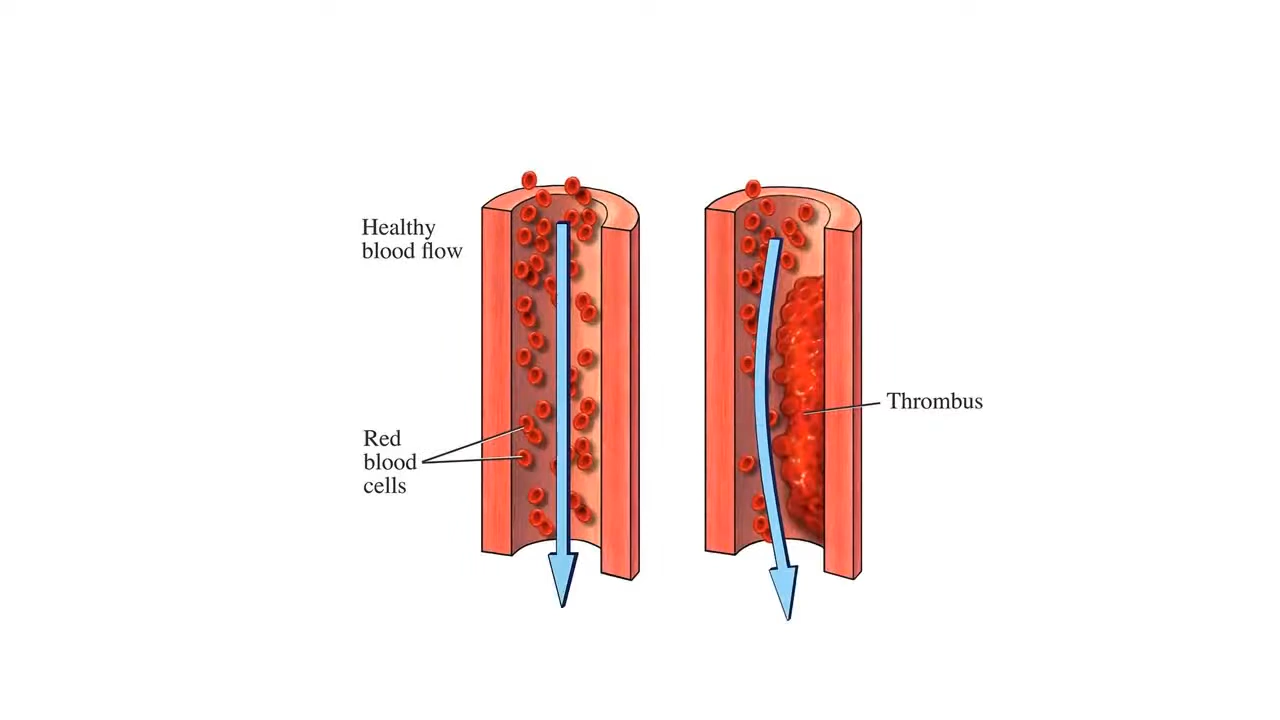 Healthy
blood flow
Red
blood
cells
Thrombus